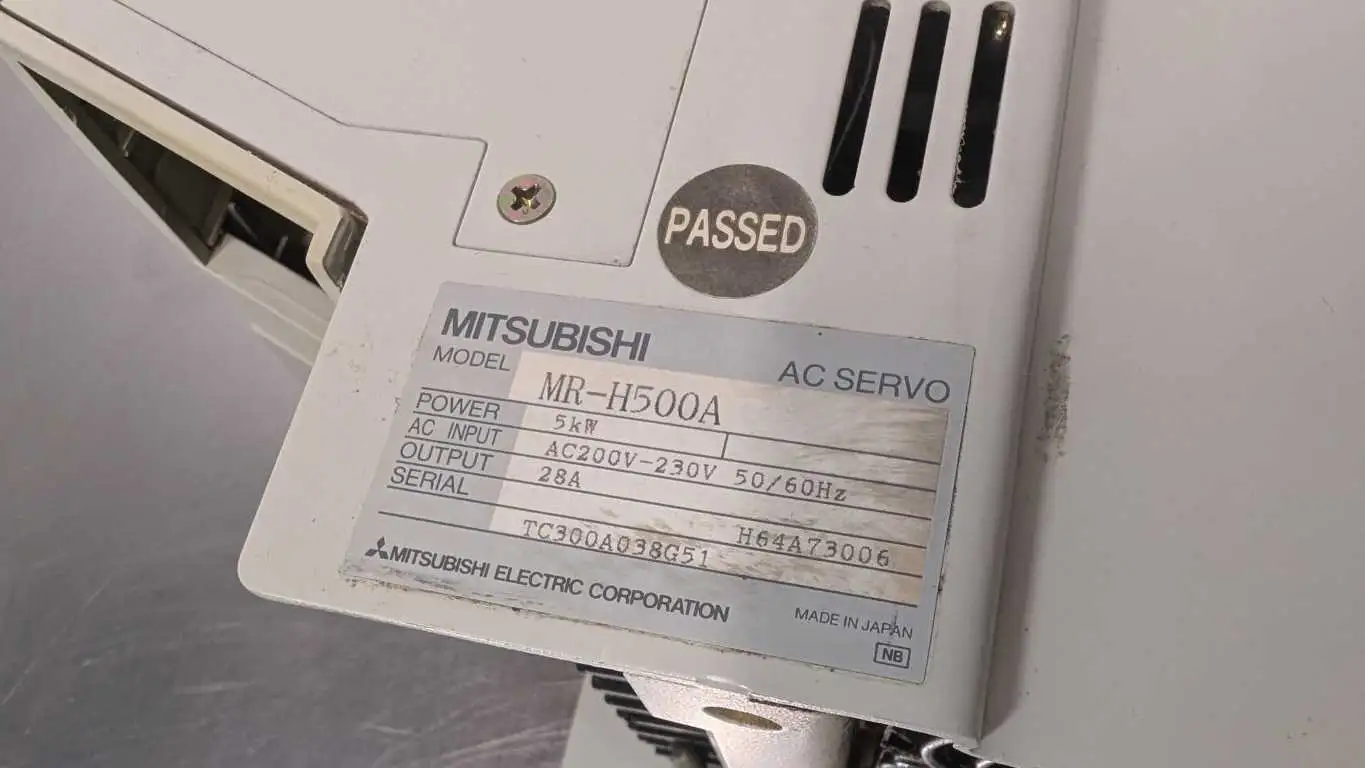 PASSED
MITSUBISHI
AC SERVO
MODEL MR-H500A
POWER 5kW
AC INPUT AC200V-230V 50/60Hz
OUTPUT 28A
SERIAL H64A73006
TC300A038G51
MITSUBISHI ELECTRIC CORPORATION
MADE IN JAPAN
NB